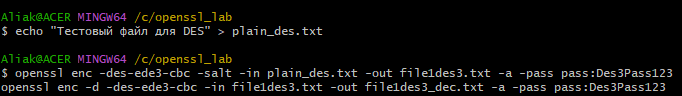 Aliak@ACER MINGW64 /c/openssl_lab
$ echo "Тестовый файл для DES" > plain_des.txt
Aliak@ACER MINGW64 /c/openssl_lab
$ openssl enc -des-ede3-cbc -salt -in plain_des.txt -out file1des3.txt -a -pass pass:Des3Pass123
openssl enc -d -des-ede3-cbc -in file1des3.txt -out file1des3_dec.txt -a -pass pass:Des3Pass123